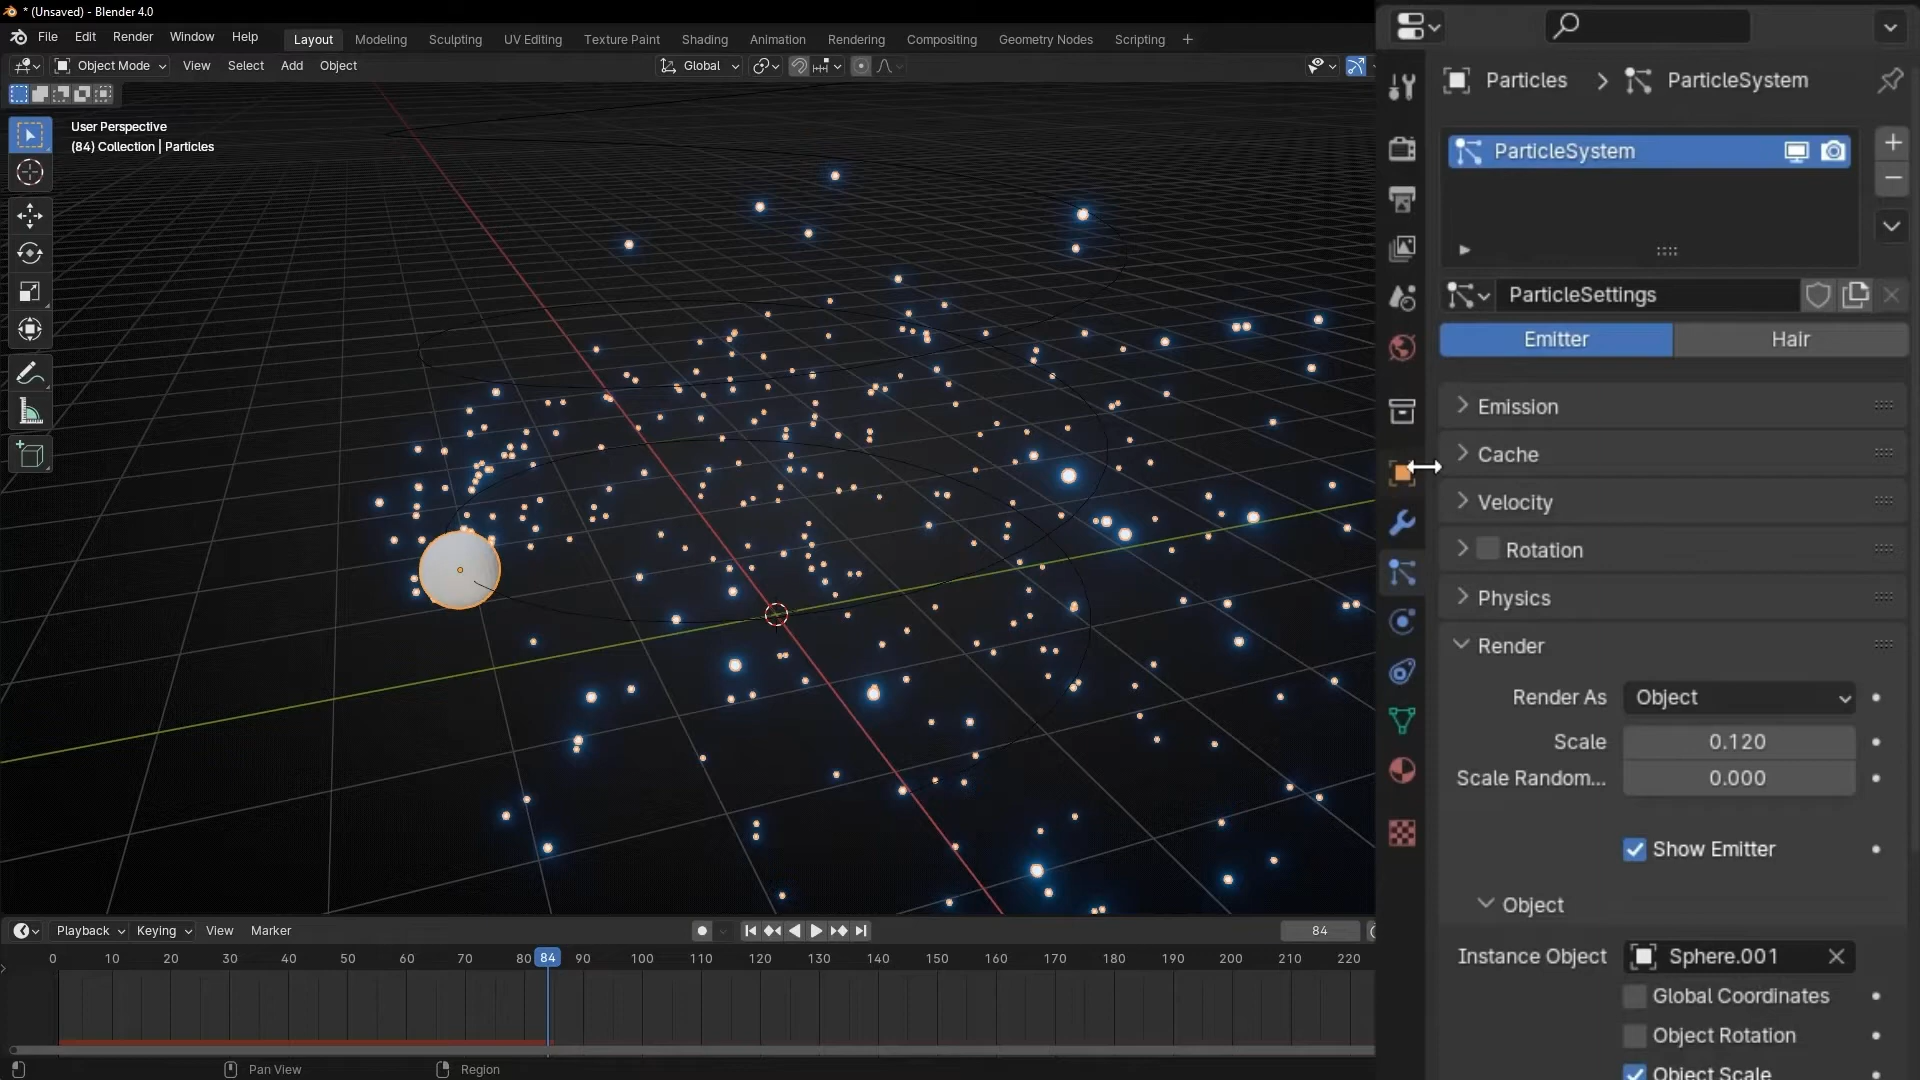 * (Unsaved) - Blender 4.0
File Edit Render Window Help Layout Modeling Sculpting UV Editing Texture Paint Shading Animation Rendering Compositing Geometry Nodes Scripting +
Object Mode View Select Add Object Global
User Perspective
(84) Collection | Particles
Particles > ParticleSystem
ParticleSystem
ParticleSettings
Emitter Hair
Emission
Cache
Velocity
Rotation
Physics
Render
Render As Object
Scale 0.120
Scale Random... 0.000
Show Emitter
Object
Instance Object Sphere.001
Global Coordinates
Object Rotation
Object Scale
Playback Keying View Marker 84
0 10 20 30 40 50 60 70 80 84 90 100 110 120 130 140 150 160 170 180 190 200 210 220
Pan View Region